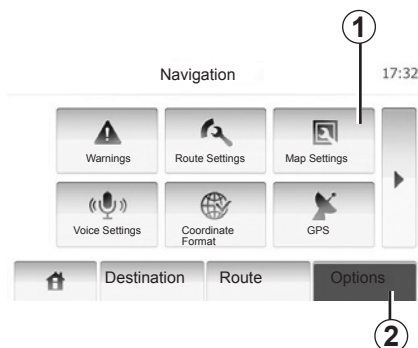 1
Navigation 17:32
Warnings Route Settings Map Settings
Voice Settings Coordinate Format GPS
Destination Route Options
2